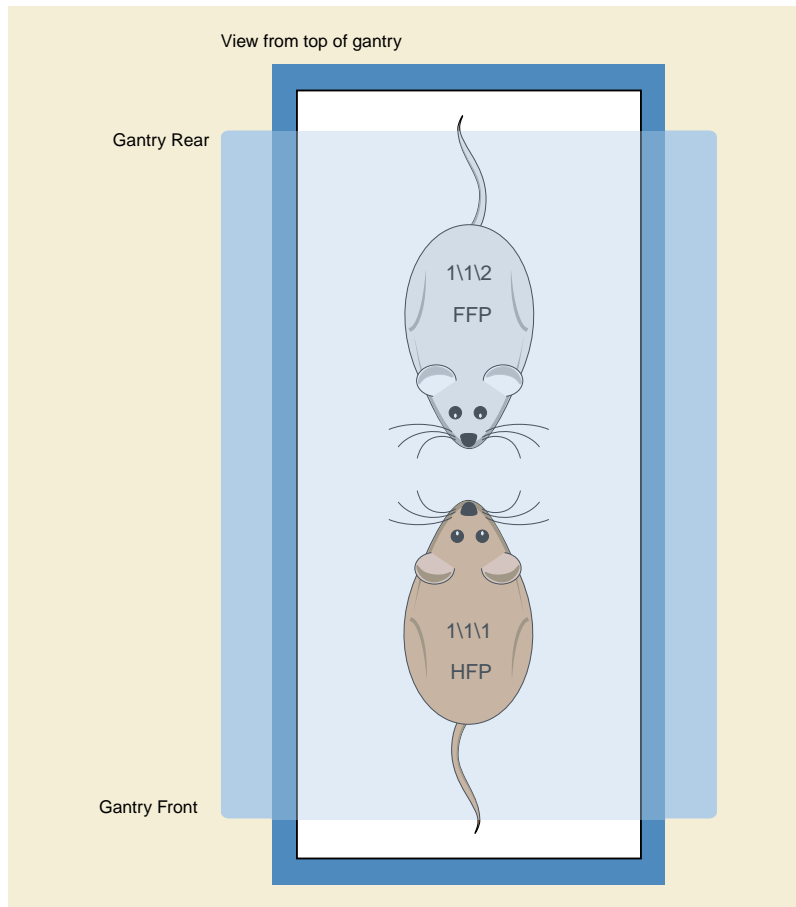 View from top of gantry
Gantry Rear
1\1\2
FFP
1\1\1
HFP
Gantry Front